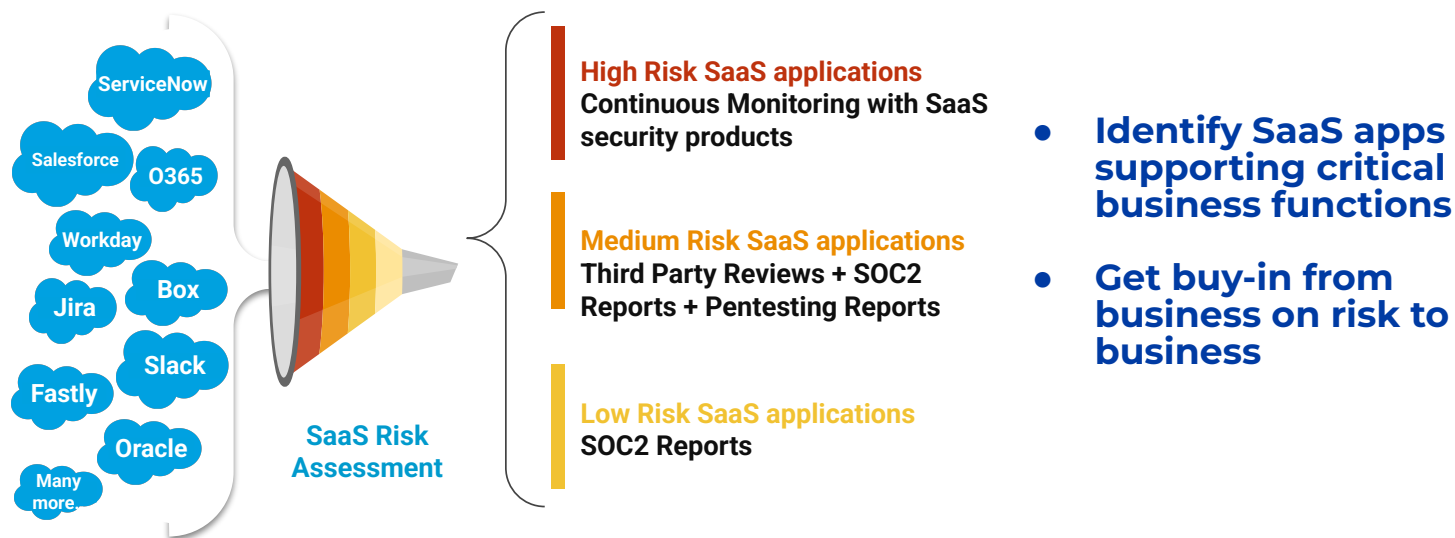 ServiceNow
Salesforce
O365
Workday
Jira
Box
Slack
Fastly
Oracle
Many
more..
SaaS Risk
Assessment
High Risk SaaS applications
Continuous Monitoring with SaaS
security products
Medium Risk SaaS applications
Third Party Reviews + SOC2
Reports + Pentesting Reports
Low Risk SaaS applications
SOC2 Reports
● Identify SaaS apps
supporting critical
business functions
● Get buy-in from
business on risk to
business